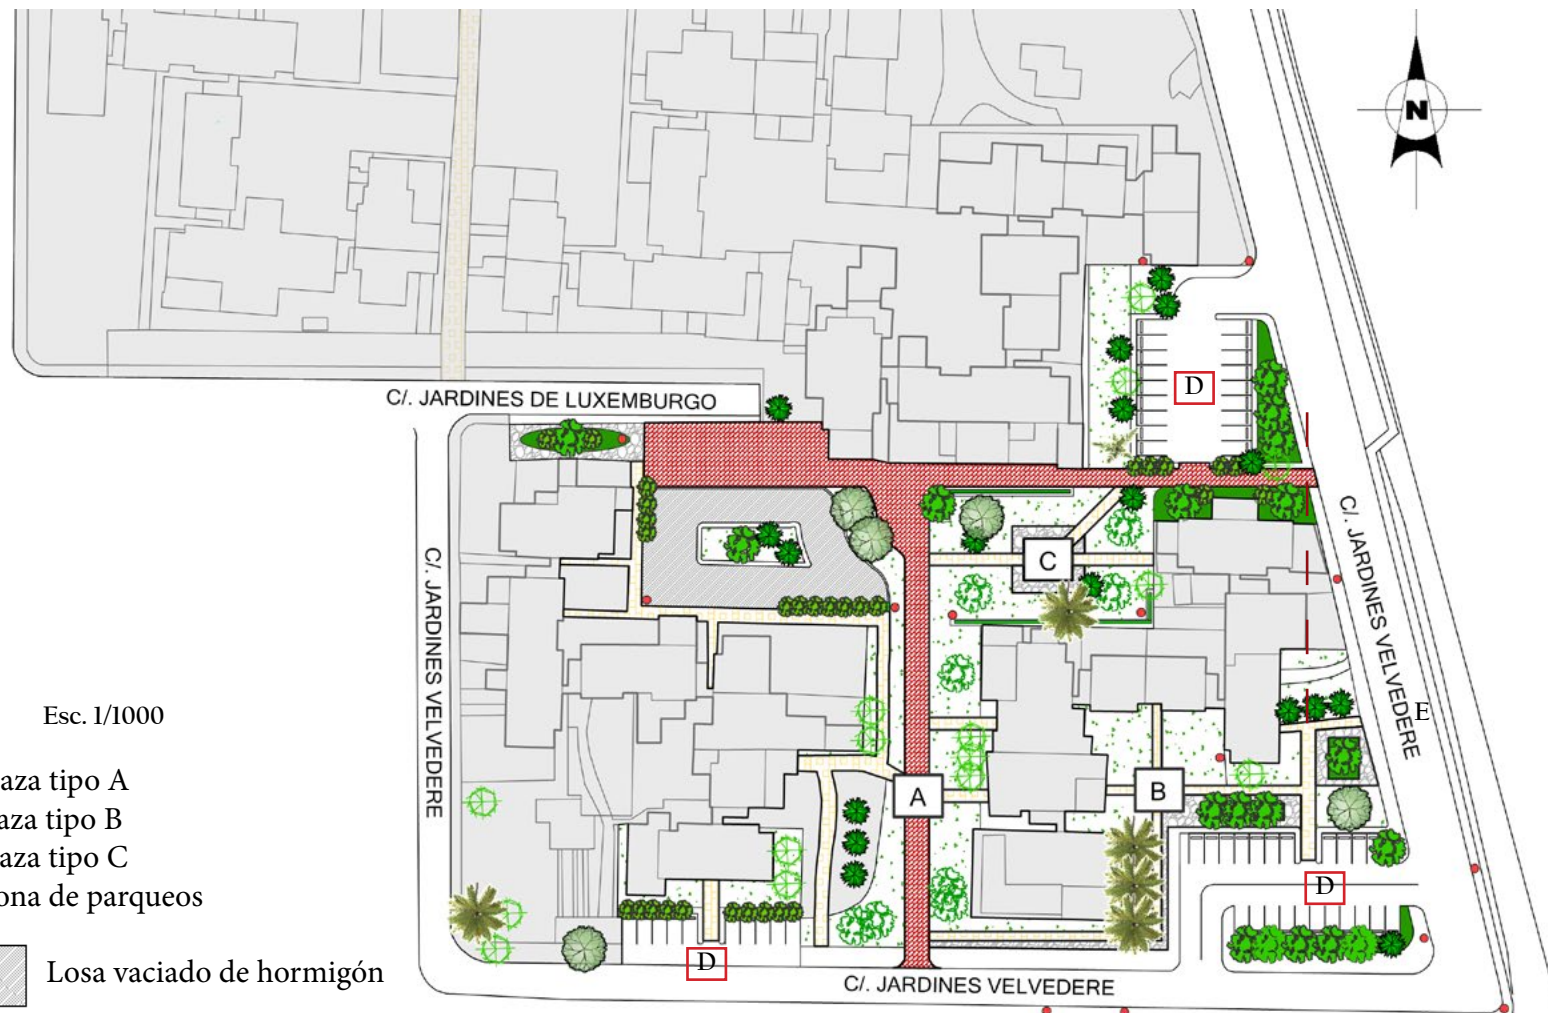 N
D
C/. JARDINES DE LUXEMBURGO
C/. JARDINES VELVEDERE
C
C/. JARDINES VELVEDERE
E
Esc. 1/1000
aza tipo A
aza tipo B
aza tipo C
ona de parqueos
A
B
D
D
Losa vaciado de hormigón
C/. JARDINES VELVEDERE